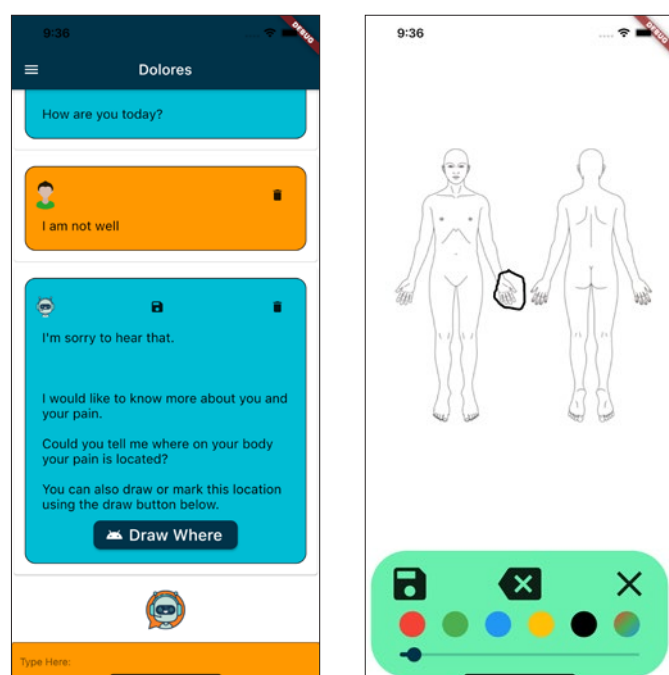 9:36
DEBUG
Dolores
How are you today?
I am not well
I'm sorry to hear that.
I would like to know more about you and
your pain.
Could you tell me where on your body
your pain is located?
You can also draw or mark this location
using the draw button below.
Draw Where
Type Here:
9:36
DEBUG